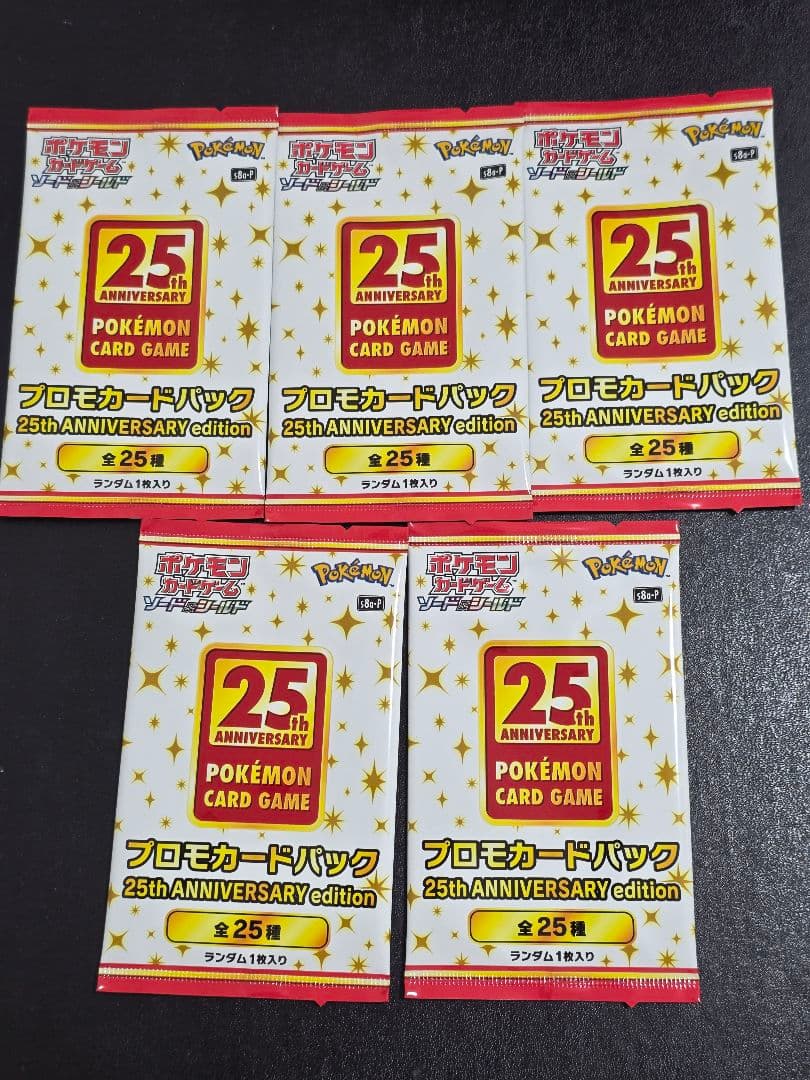 ポケモン
カードゲーム
ソード&シールド
Pokémon
s8a-P
25th
ANNIVERSARY
POKÉMON
CARD GAME
プロモカードパック
25th ANNIVERSARY edition
全25種
ランダム1枚入り
ポケモン
カードゲーム
ソード&シールド
Pokémon
s8a-P
25th
ANNIVERSARY
POKÉMON
CARD GAME
プロモカードパック
25th ANNIVERSARY edition
全25種
ランダム1枚入り
ポケモン
カードゲーム
ソード&シールド
Pokémon
s8a-P
25th
ANNIVERSARY
POKÉMON
CARD GAME
プロモカードパック
25th ANNIVERSARY edition
全25種
ランダム1枚入り
ポケモン
カードゲーム
ソード&シールド
Pokémon
s8a-P
25th
ANNIVERSARY
POKÉMON
CARD GAME
プロモカードパック
25th ANNIVERSARY edition
全25種
ランダム1枚入り
ポケモン
カードゲーム
ソード&シールド
Pokémon
s8a-P
25th
ANNIVERSARY
POKÉMON
CARD GAME
プロモカードパック
25th ANNIVERSARY edition
全25種
ランダム1枚入り